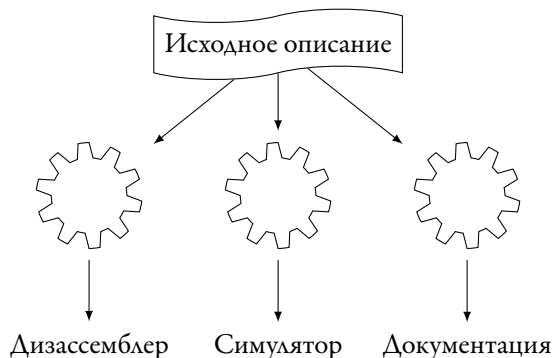 Исходное описание
Дизассемблер Симулятор Документация